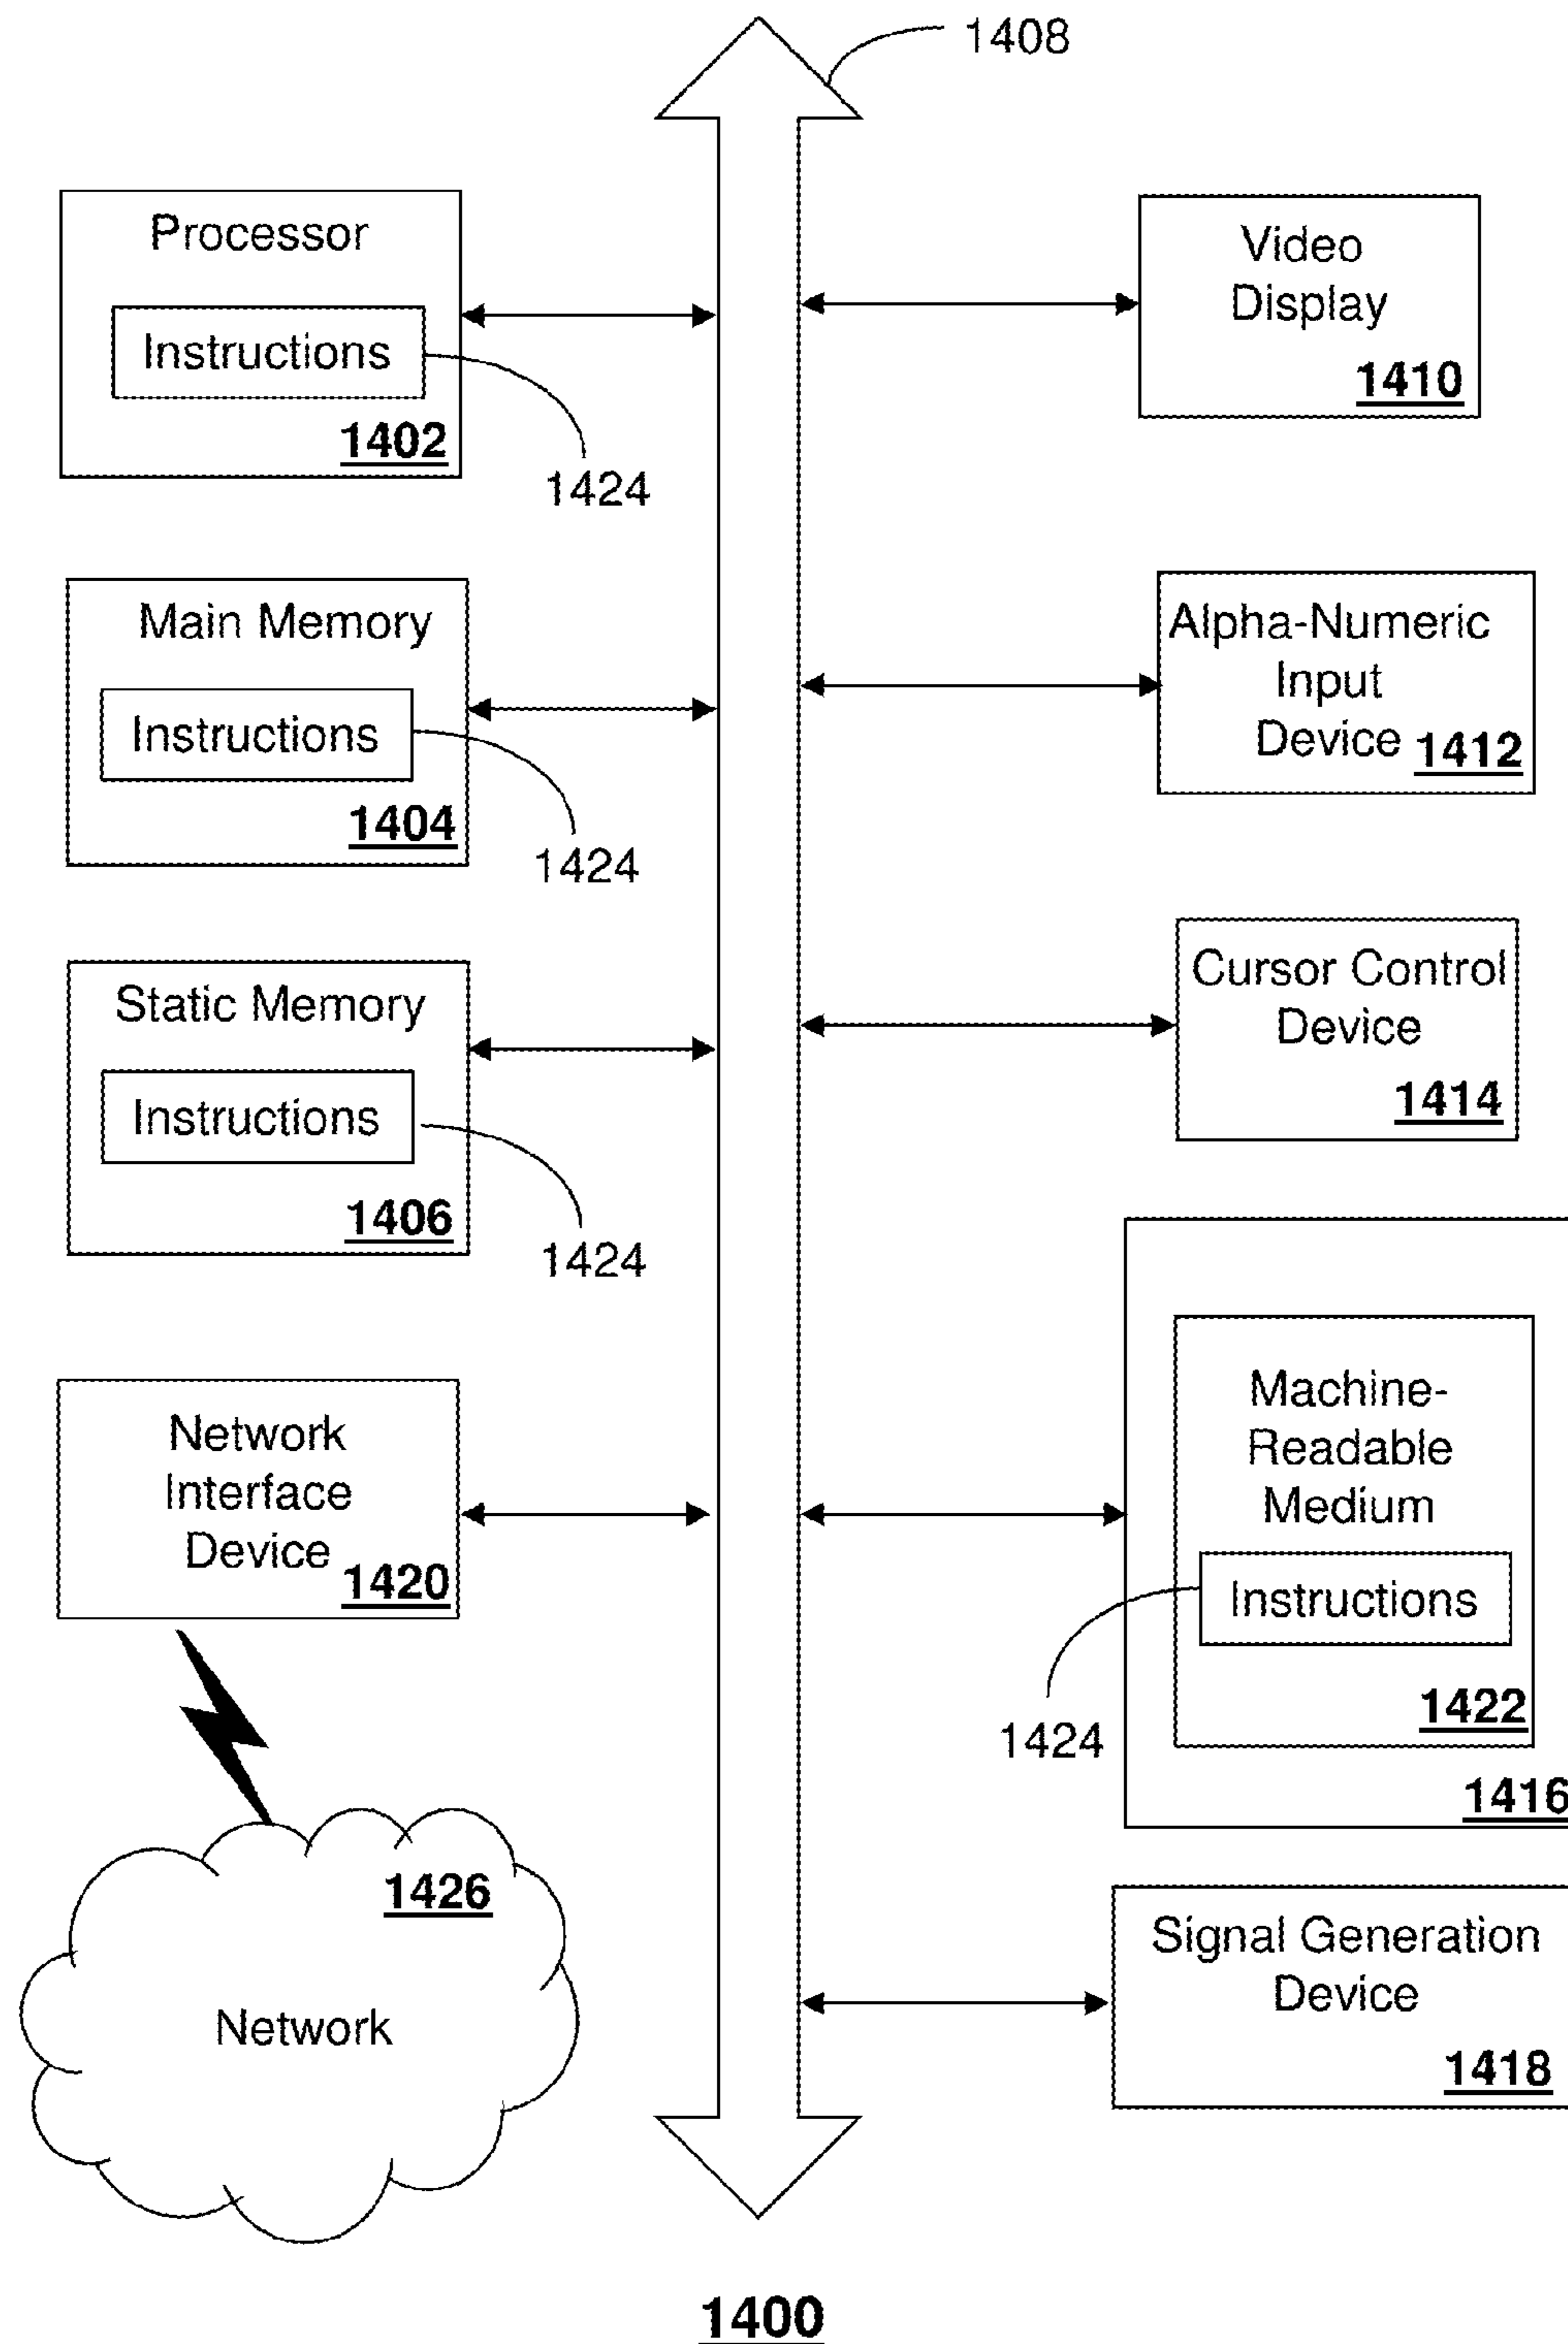 1408
Processor
Instructions
1402
1424
Main Memory
Instructions
1404
1424
Static Memory
Instructions
1406
1424
Network
Interface
Device
1420
1426
Network
Video
Display
1410
Alpha-Numeric
Input
Device
1412
Cursor Control
Device
1414
Machine-
Readable
Medium
Instructions
1422
1424
1416
Signal Generation
Device
1418
1400